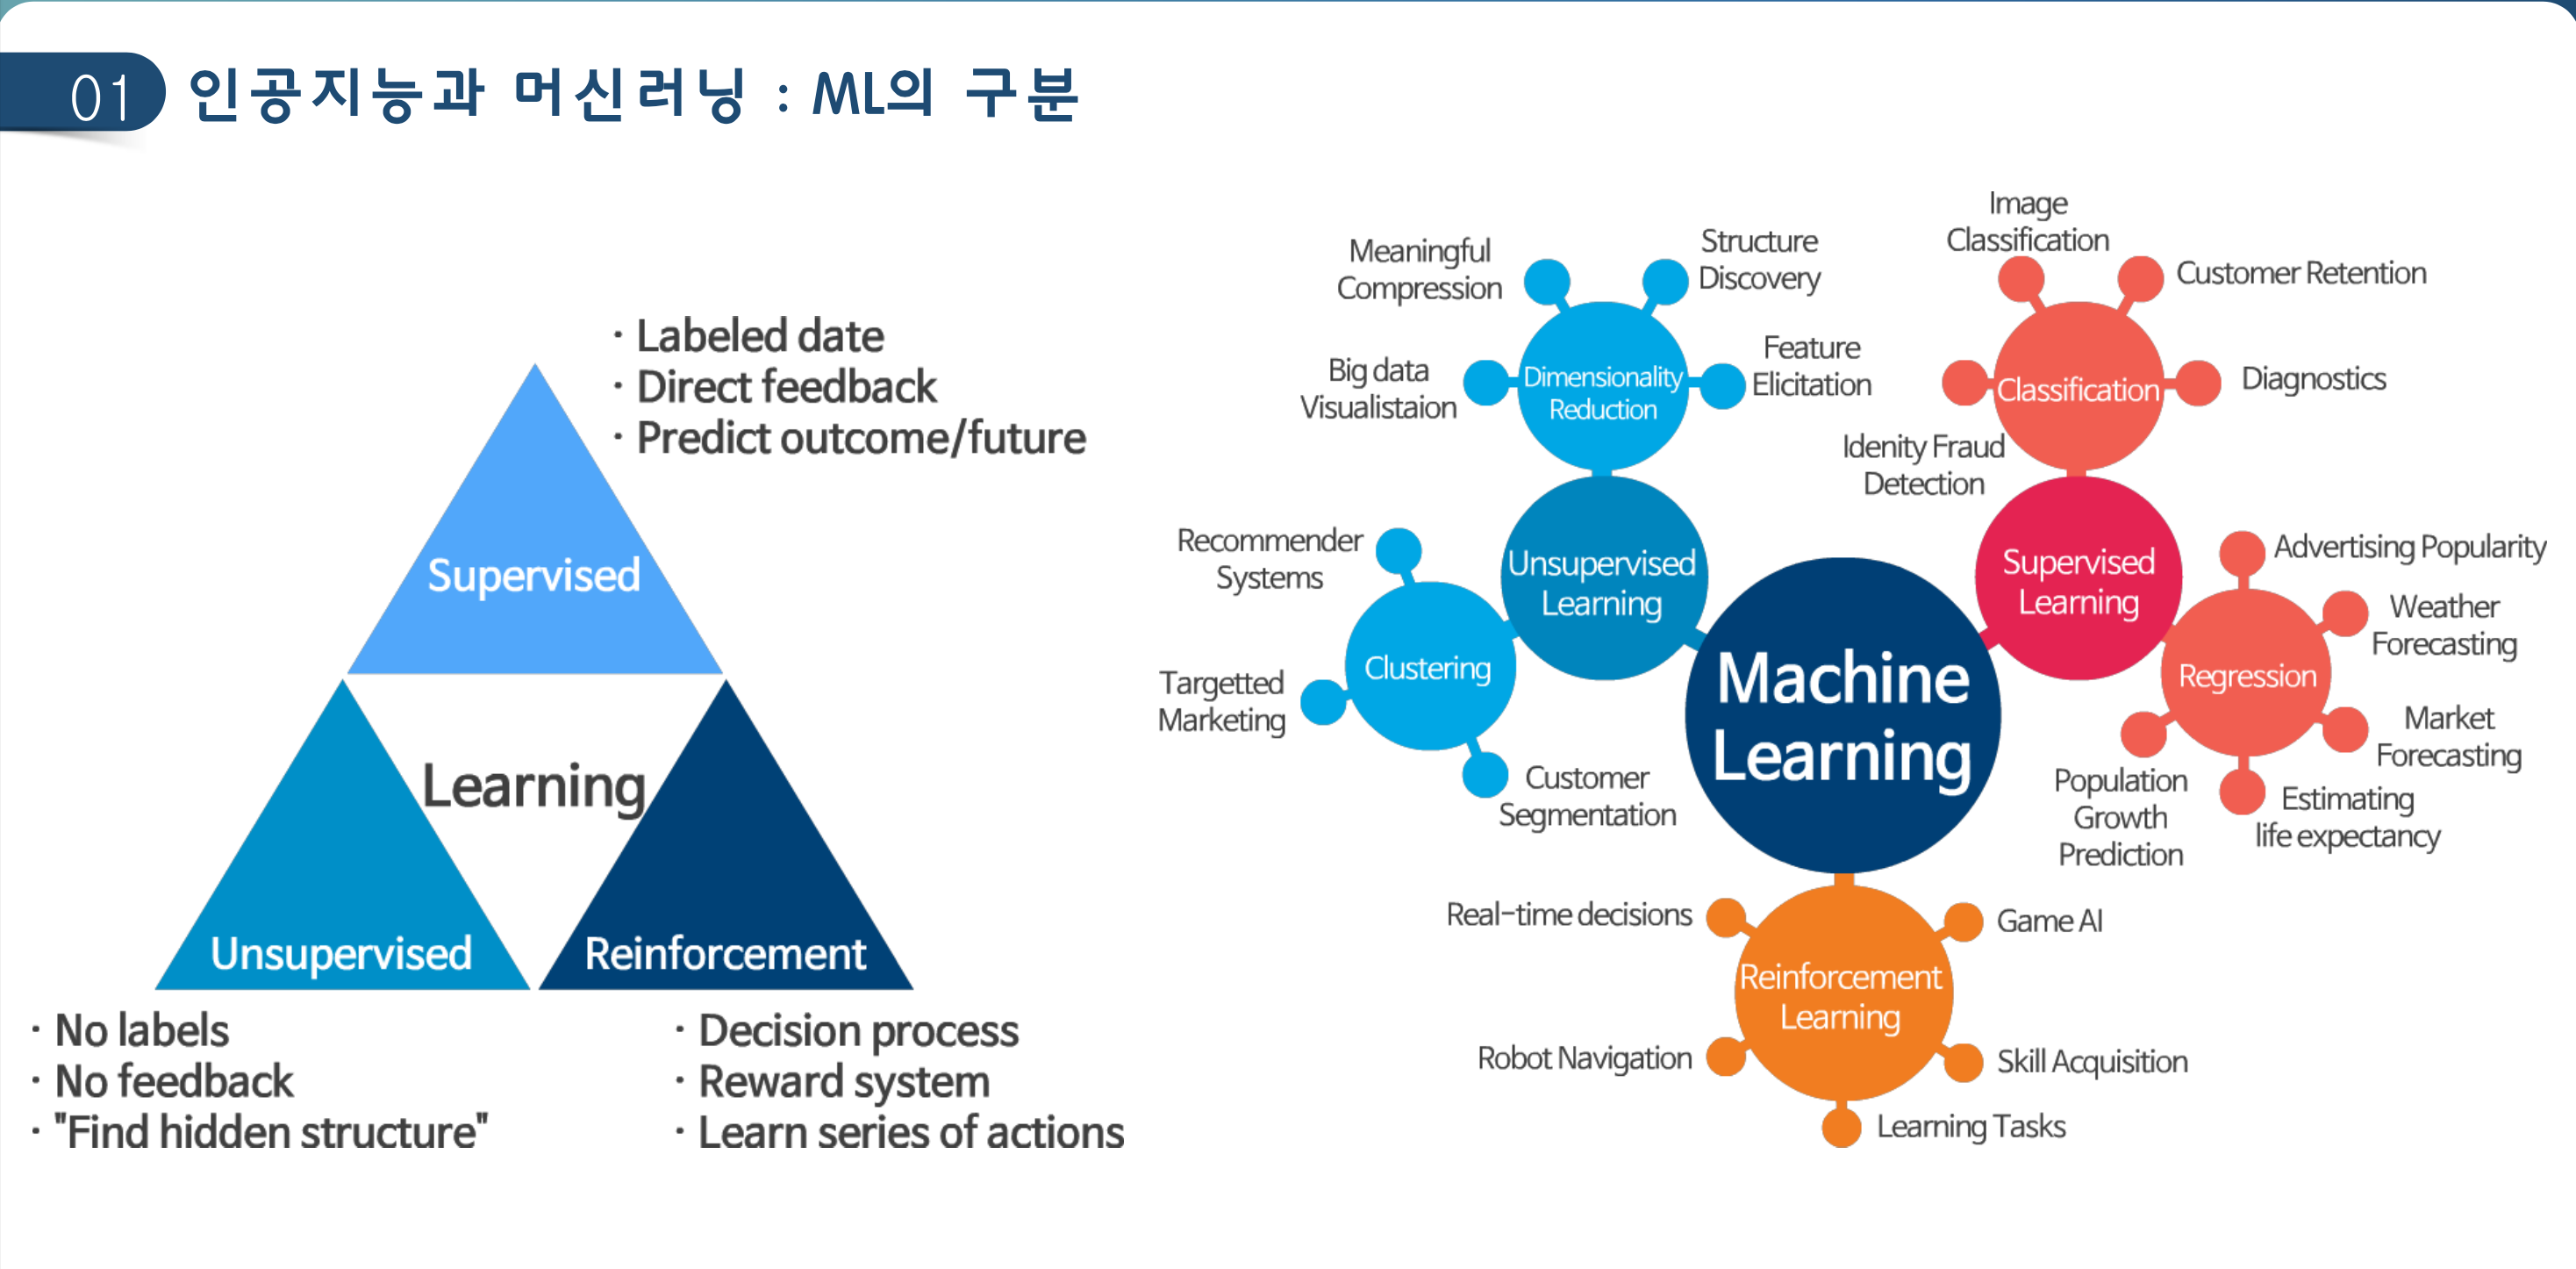 01 인공지능과 머신러닝 : ML의 구분
· Labeled date
· Direct feedback
· Predict outcome/future
Supervised
Learning
Unsupervised
Reinforcement
· No labels
· No feedback
· "Find hidden structure"
· Decision process
· Reward system
· Learn series of actions
Meaningful
Compression
Structure
Discovery
Big data
Visualistaion
Dimensionality
Reduction
Feature
Elicitation
Image
Classification
Customer Retention
Classification
Diagnostics
Idenity Fraud
Detection
Recommender
Systems
Unsupervised
Learning
Clustering
Targetted
Marketing
Customer
Segmentation
Machine
Learning
Supervised
Learning
Advertising Popularity
Weather
Forecasting
Regression
Market
Forecasting
Population
Growth
Prediction
Estimating
life expectancy
Real-time decisions
Game AI
Reinforcement
Learning
Robot Navigation
Skill Acquisition
Learning Tasks